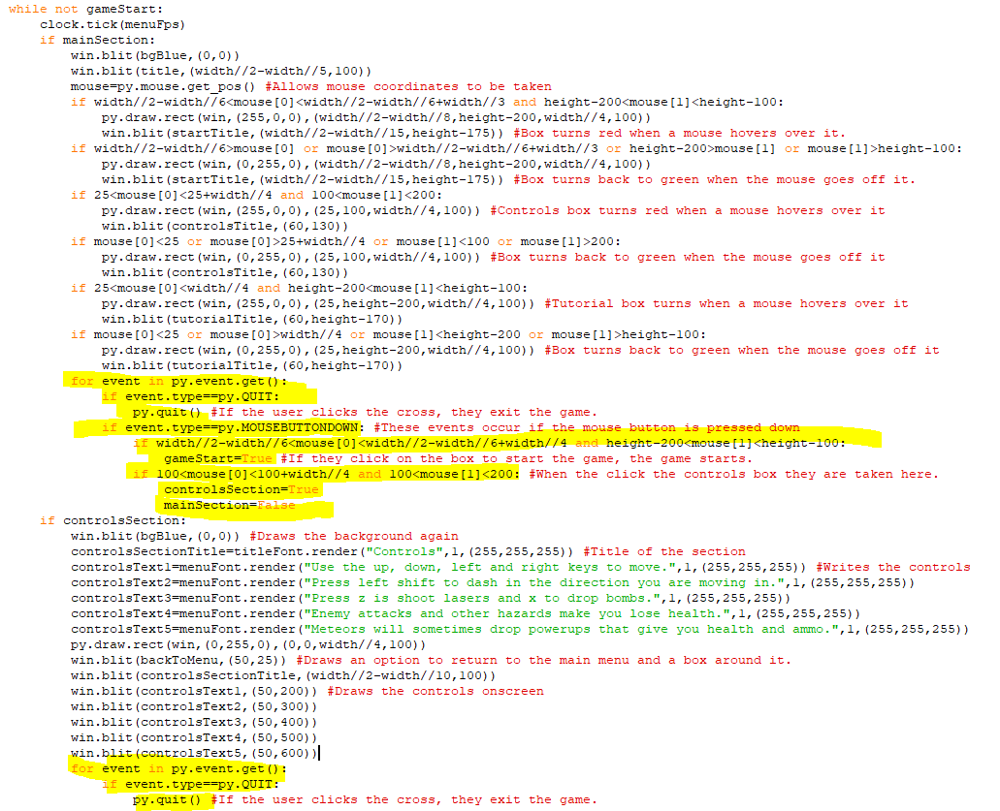 while not gameStart:
    clock.tick(menuFps)
    if mainSection:
        win.blit(bgBlue,(0,0))
        win.blit(title,(width//2-width//5,100))
        mouse=py.mouse.get_pos() #Allows mouse coordinates to be taken
        if width//2-width//6<mouse[0]<width//2-width//6+width//3 and height-200<mouse[1]<height-100:
            py.draw.rect(win,(255,0,0),(width//2-width//8,height-200,width//4,100))
            win.blit(startTitle,(width//2-width//15,height-175)) #Box turns red when a mouse hovers over it.
        if width//2-width//6>mouse[0] or mouse[0]>width//2-width//6+width//3 or height-200>mouse[1] or mouse[1]>height-100:
            py.draw.rect(win,(0,255,0),(width//2-width//8,height-200,width//4,100))
            win.blit(startTitle,(width//2-width//15,height-175)) #Box turns back to green when the mouse goes off it.
        if 25<mouse[0]<25+width//4 and 100<mouse[1]<200:
            py.draw.rect(win,(255,0,0),(25,100,width//4,100)) #Controls box turns red when a mouse hovers over it
            win.blit(controlsTitle,(60,130))
        if mouse[0]<25 or mouse[0]>25+width//4 or mouse[1]<100 or mouse[1]>200:
            py.draw.rect(win,(0,255,0),(25,100,width//4,100)) #Box turns back to green when the mouse goes off it
            win.blit(controlsTitle,(60,130))
        if 25<mouse[0]<width//4 and height-200<mouse[1]<height-100:
            py.draw.rect(win,(255,0,0),(25,height-200,width//4,100)) #Tutorial box turns when a mouse hovers over it
            win.blit(tutorialTitle,(60,height-170))
        if mouse[0]<25 or mouse[0]>width//4 or mouse[1]<height-200 or mouse[1]>height-100:
            py.draw.rect(win,(0,255,0),(25,height-200,width//4,100)) #Box turns back to green when the mouse goes off it
            win.blit(tutorialTitle,(60,height-170))
        for event in py.event.get():
            if event.type==py.QUIT:
                py.quit() #If the user clicks the cross, they exit the game.
            if event.type==py.MOUSEBUTTONDOWN: #These events occur if the mouse button is pressed down
                if width//2-width//6<mouse[0]<width//2-width//6+width//4 and height-200<mouse[1]<height-100:
                    gameStart=True #If they click on the box to start the game, the game starts.
                if 100<mouse[0]<100+width//4 and 100<mouse[1]<200: #When the click the controls box they are taken here.
                    controlsSection=True
                    mainSection=False
    if controlsSection:
        win.blit(bgBlue,(0,0)) #Draws the background again
        controlsSectionTitle=titleFont.render("Controls",1,(255,255,255)) #Title of the section
        controlsText1=menuFont.render("Use the up, down, left and right keys to move.",1,(255,255,255)) #Writes the controls
        controlsText2=menuFont.render("Press left shift to dash in the direction you are moving in.",1,(255,255,255))
        controlsText3=menuFont.render("Press z is shoot lasers and x to drop bombs.",1,(255,255,255))
        controlsText4=menuFont.render("Enemy attacks and other hazards make you lose health.",1,(255,255,255))
        controlsText5=menuFont.render("Meteors will sometimes drop powerups that give you health and ammo.",1,(255,255,255))
        py.draw.rect(win,(0,255,0),(0,0,width//4,100))
        win.blit(backToMenu,(50,25)) #Draws an option to return to the main menu and a box around it.
        win.blit(controlsSectionTitle,(width//2-width//10,100))
        win.blit(controlsText1,(50,200)) #Draws the controls onscreen
        win.blit(controlsText2,(50,300))
        win.blit(controlsText3,(50,400))
        win.blit(controlsText4,(50,500))
        win.blit(controlsText5,(50,600))
        for event in py.event.get():
            if event.type==py.QUIT:
                py.quit() #If the user clicks the cross, they exit the game.